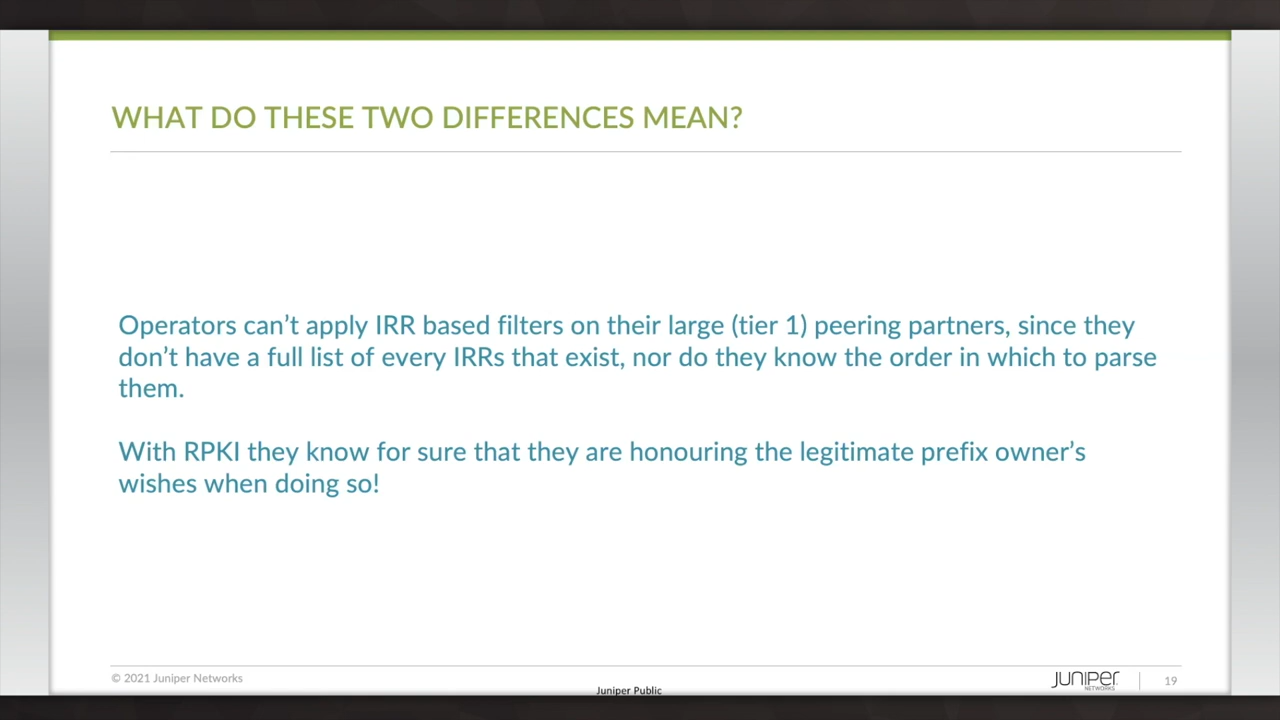 WHAT DO THESE TWO DIFFERENCES MEAN?
Operators can’t apply IRR based filters on their large (tier 1) peering partners, since they
don’t have a full list of every IRRs that exist, nor do they know the order in which to parse
them.
With RPKI they know for sure that they are honouring the legitimate prefix owner’s
wishes when doing so!
© 2021 Juniper Networks
Juniper Public
JUNIPER
NETWORKS
19